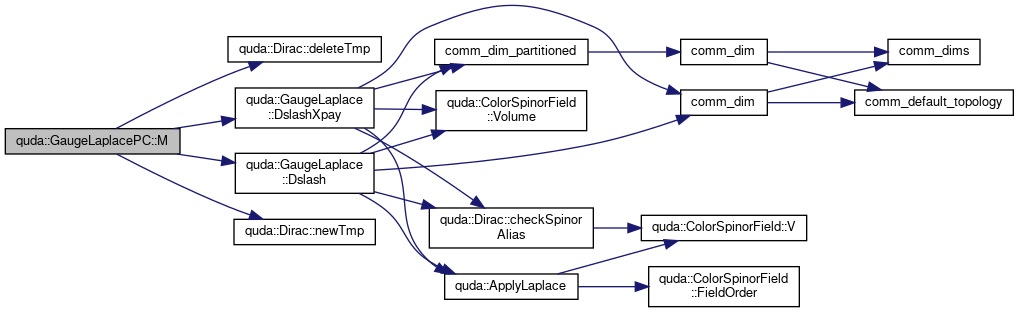 quda::GaugeLaplacePC::M
quda::Dirac::deleteTmp
quda::GaugeLaplace
::DslashXpay
quda::GaugeLaplace
::Dslash
quda::Dirac::newTmp
comm_dim_partitioned
quda::ColorSpinorField
::Volume
quda::Dirac::checkSpinor
Alias
quda::ApplyLaplace
comm_dim
comm_dim
quda::ColorSpinorField::V
quda::ColorSpinorField
::FieldOrder
comm_dims
comm_default_topology